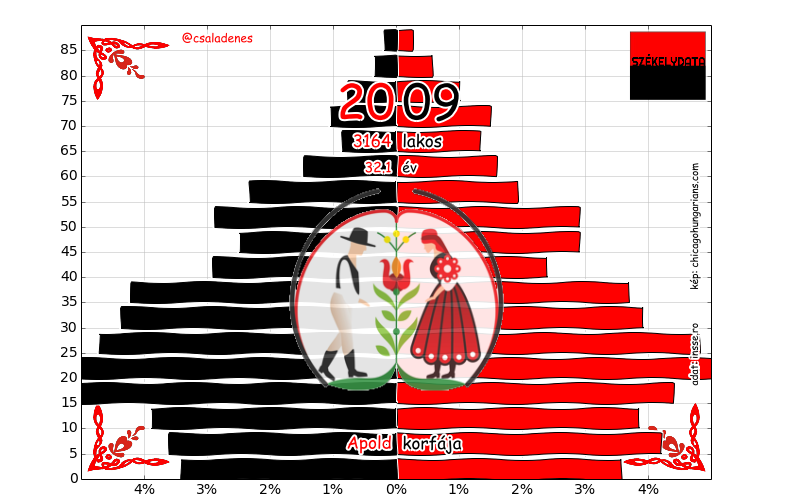 @csaladenes
SZÉKELYDATA
2009
3164 lakos
32,1 év
kép: chicagohungarians.com
adat: insse.ro
Apold korfája
85
80
75
70
65
60
55
50
45
40
35
30
25
20
15
10
5
0
4% 3% 2% 1% 0% 1% 2% 3% 4%